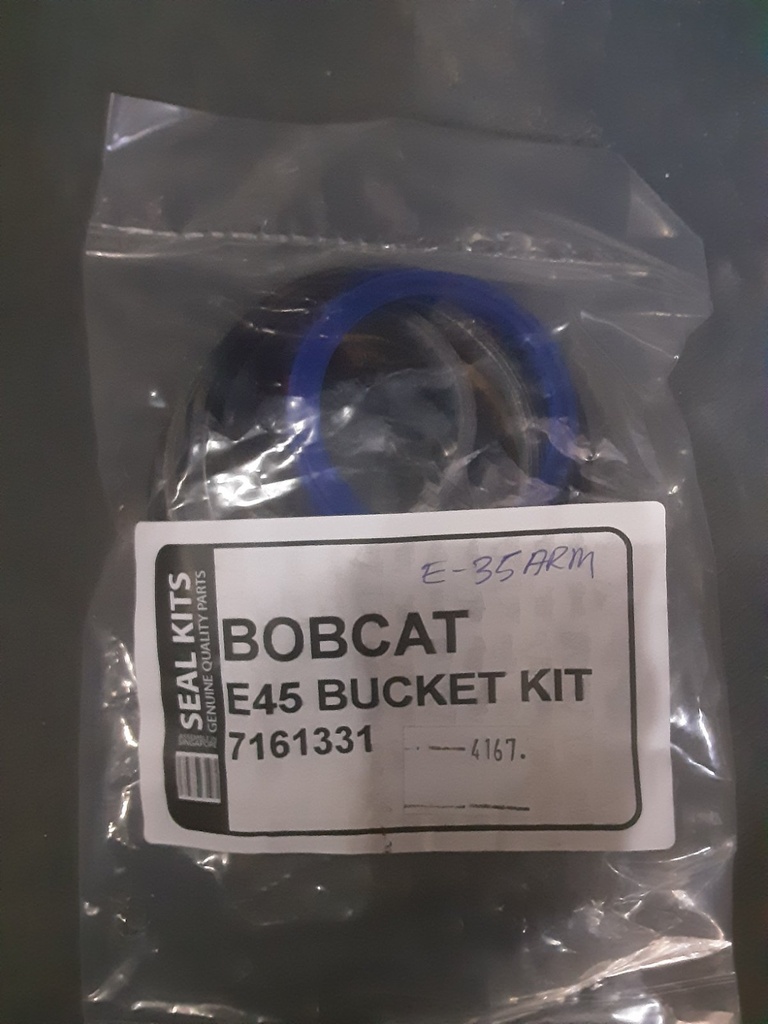 E-35 ARM
SEAL KITS
GENUINE QUALITY PARTS
BOBCAT
E45 BUCKET KIT
7161331
4167.